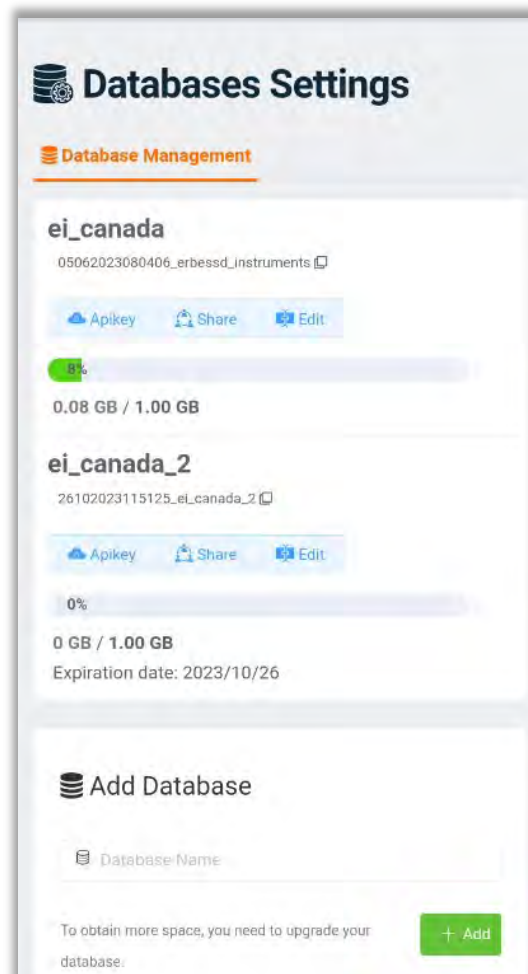 Databases Settings
Database Management
ei_canada
05062023080406_erbessd_instruments
Apikey Share Edit
8%
0.08 GB / 1.00 GB
ei_canada_2
26102023115125_ei_canada_2
Apikey Share Edit
0%
0 GB / 1.00 GB
Expiration date: 2023/10/26
Add Database
Database Name
To obtain more space, you need to upgrade your
+ Add
database.